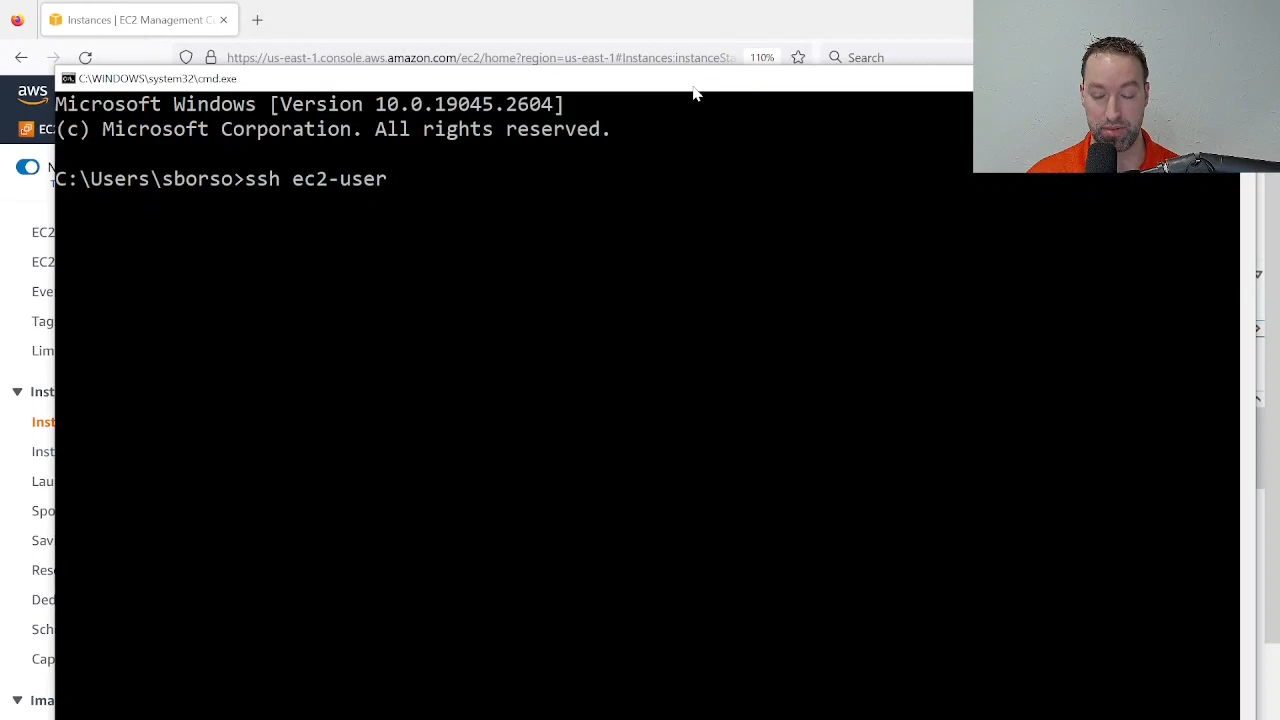 Instances | EC2 Management C
https://us-east-1.console.aws.amazon.com/ec2/home?region=us-east-1#Instances:instanceSta
110%
Search
C:\WINDOWS\system32\cmd.exe
aws
EC
Microsoft Windows [Version 10.0.19045.2604]
(c) Microsoft Corporation. All rights reserved.
N
T
C:\Users\sborso>ssh ec2-user
EC2
EC2
Eve
Tag
Lim
Inst
Inst
Inst
Lau
Spo
Sav
Res
Ded
Sch
Cap
Ima